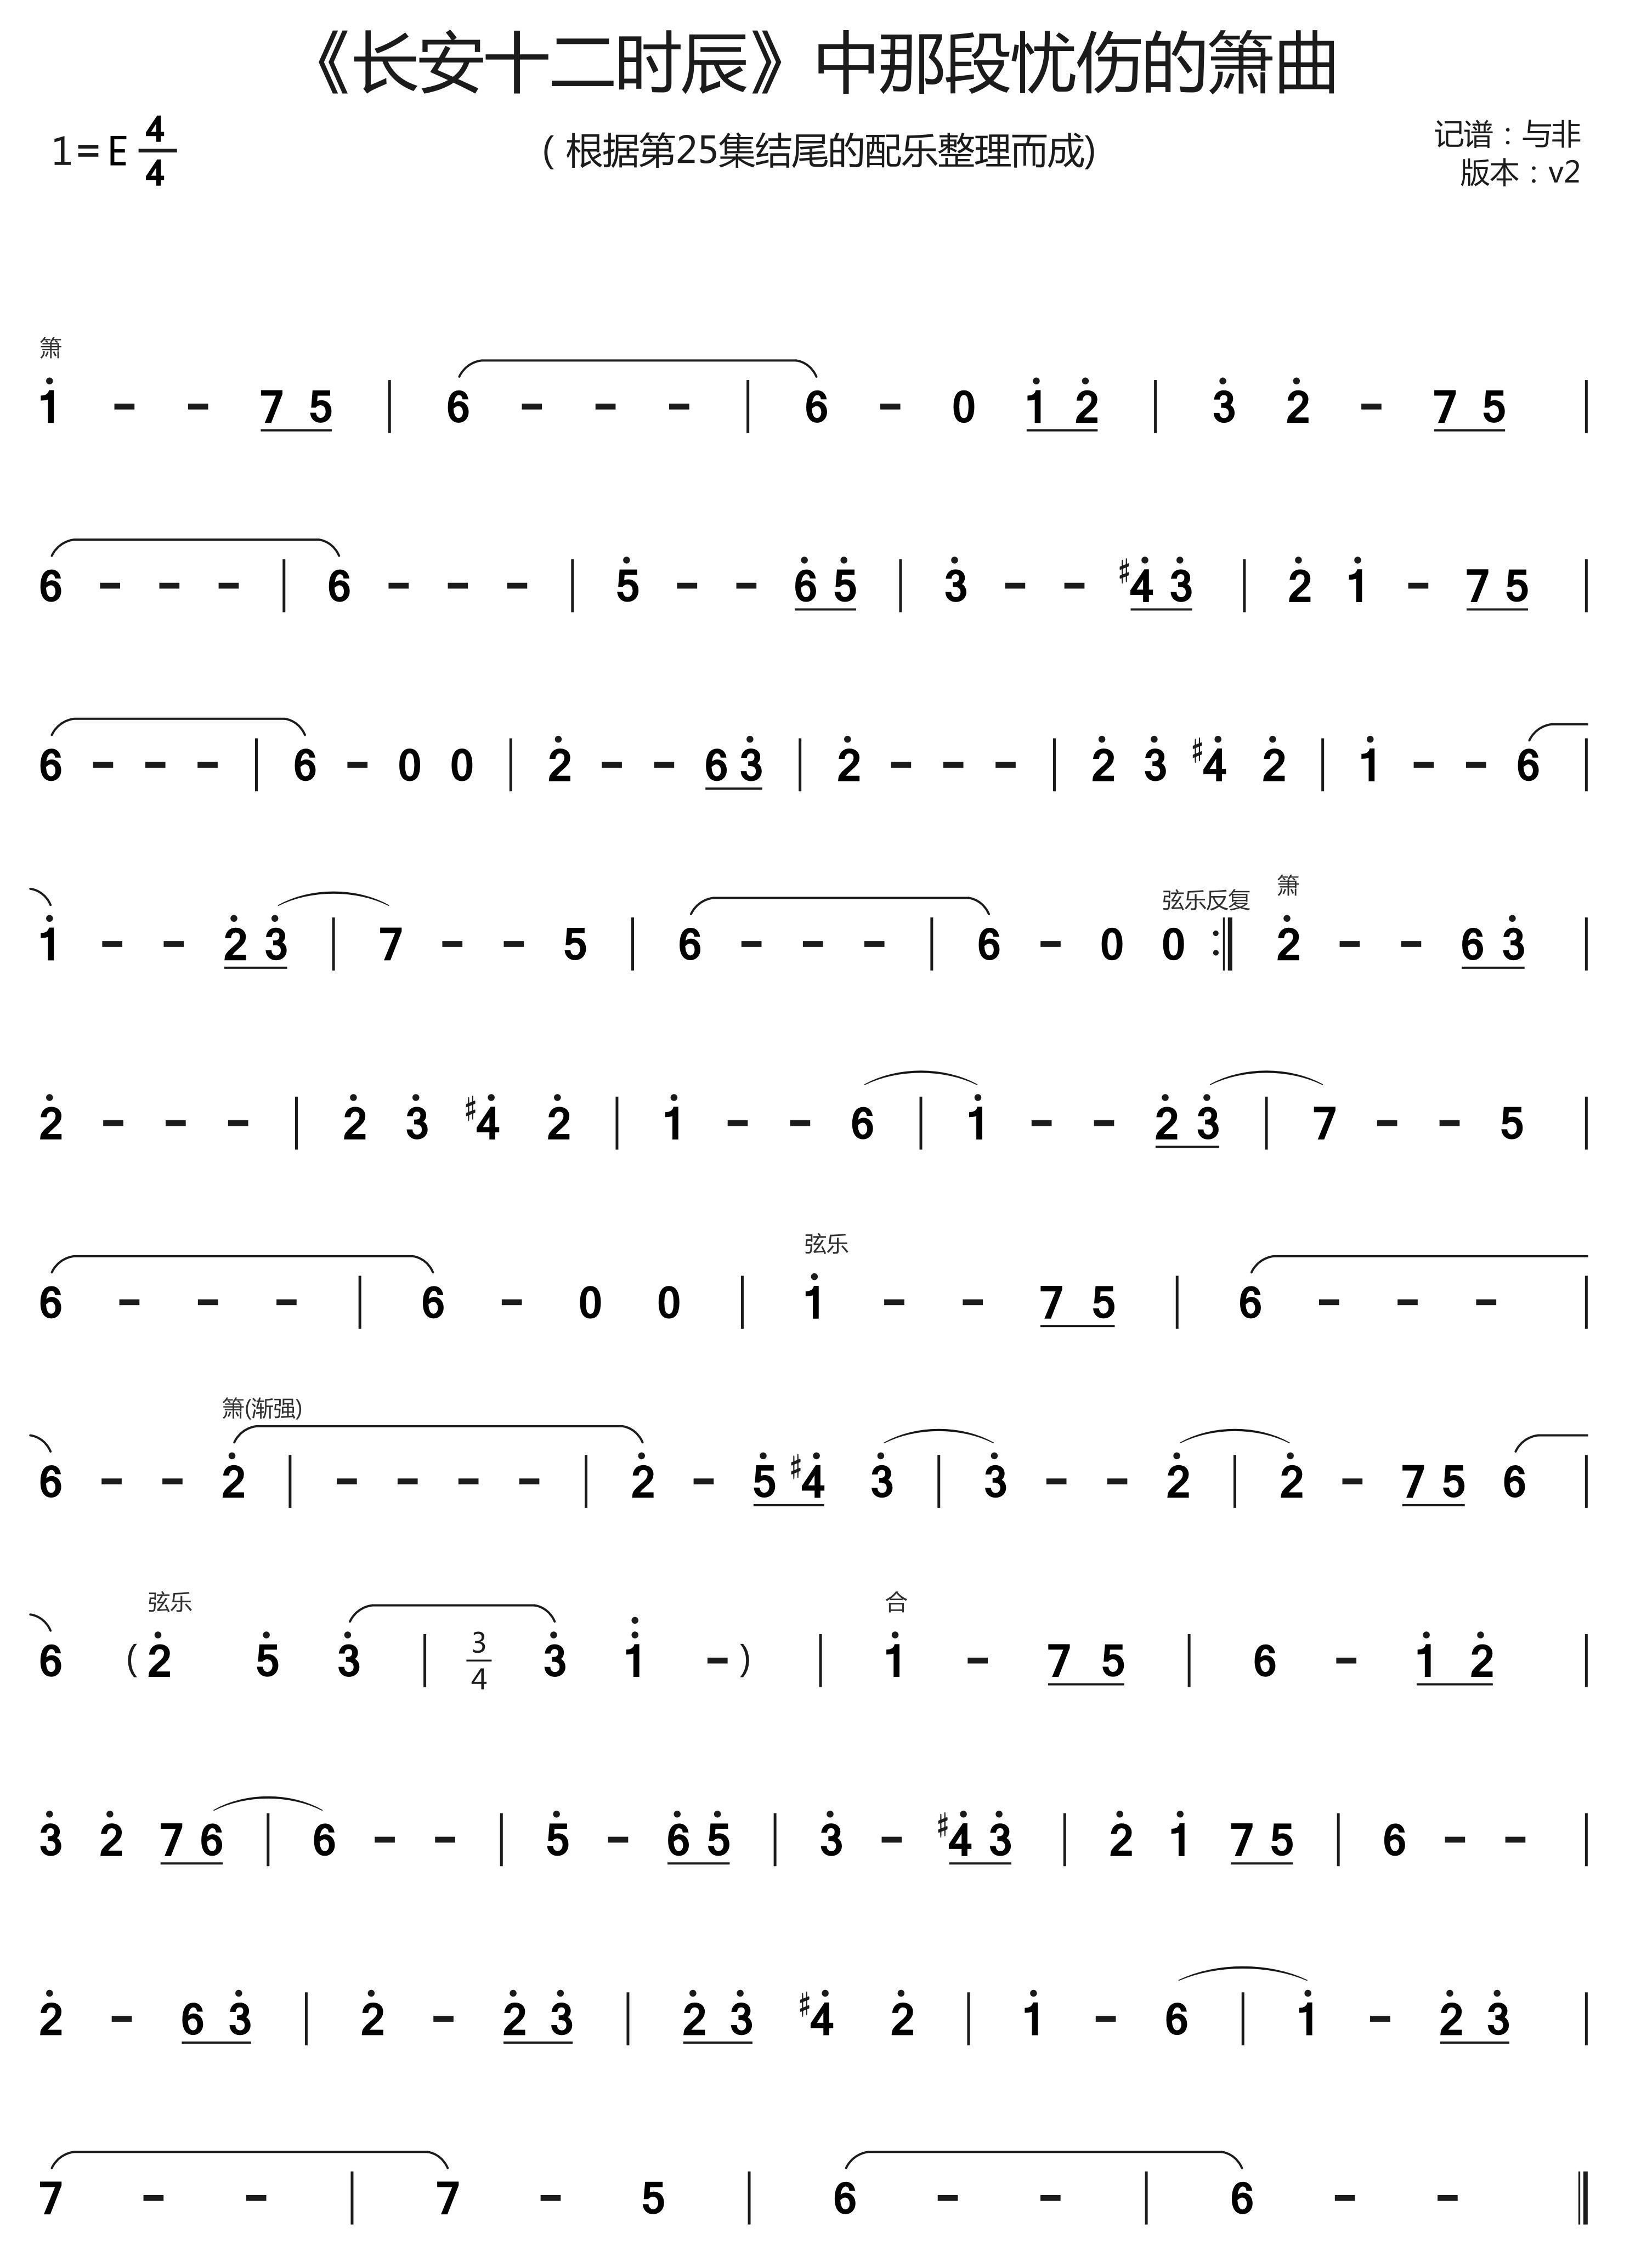 《长安十二时辰》中那段忧伤的箫曲
1=E 4/4
(根据第25集结尾的配乐整理而成)
记谱：与非
版本：v2
箫
1̇ - - 7 5 | 6 - - - | 6 - 0 1̇ 2̇ | 3̇ 2̇ - 7 5 |
6 - - - | 6 - - - | 5̇ - - 6̇ 5̇ | 3̇ - - #4̇ 3̇ | 2̇ 1̇ - 7 5 |
6 - - - | 6 - 0 0 | 2̇ - - 6 3̇ | 2̇ - - - | 2̇ 3̇ #4̇ 2̇ | 1̇ - - 6 |
弦乐反复 箫
1̇ - - 2̇ 3̇ | 7 - - 5 | 6 - - - | 6 - 0 0 :‖ 2̇ - - 6 3̇ |
2̇ - - - | 2̇ 3̇ #4̇ 2̇ | 1̇ - - 6 | 1̇ - - 2̇ 3̇ | 7 - - 5 |
弦乐
6 - - - | 6 - 0 0 | 1̇ - - 7 5 | 6 - - - |
箫(渐强)
6 - - 2̇ | - - - - | 2̇ - 5̇ #4̇ 3̇ | 3̇ - - 2̇ | 2̇ - 7 5 6 |
弦乐 合
6 (2̇ 5̇ 3̇ | 3/4 3̇ 1̈ -) | 1̇ - 7 5 | 6 - 1̇ 2̇ |
3̇ 2̇ 7 6 | 6 - - | 5̇ - 6̇ 5̇ | 3̇ - #4̇ 3̇ | 2̇ 1̇ 7 5 | 6 - - |
2̇ - 6 3̇ | 2̇ - 2̇ 3̇ | 2̇ 3̇ #4̇ 2̇ | 1̇ - 6 | 1̇ - 2̇ 3̇ |
7 - - | 7 - 5 | 6 - - | 6 - - ‖